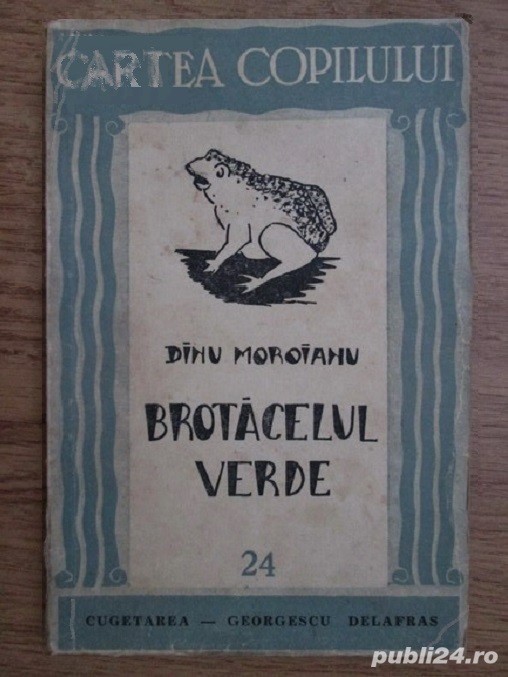 CARTEA COPILULUI
DINU MOROIANU
BROTĂCELUL
VERDE
24
CUGETAREA — GEORGESCU DELAFRAS
publi24.ro